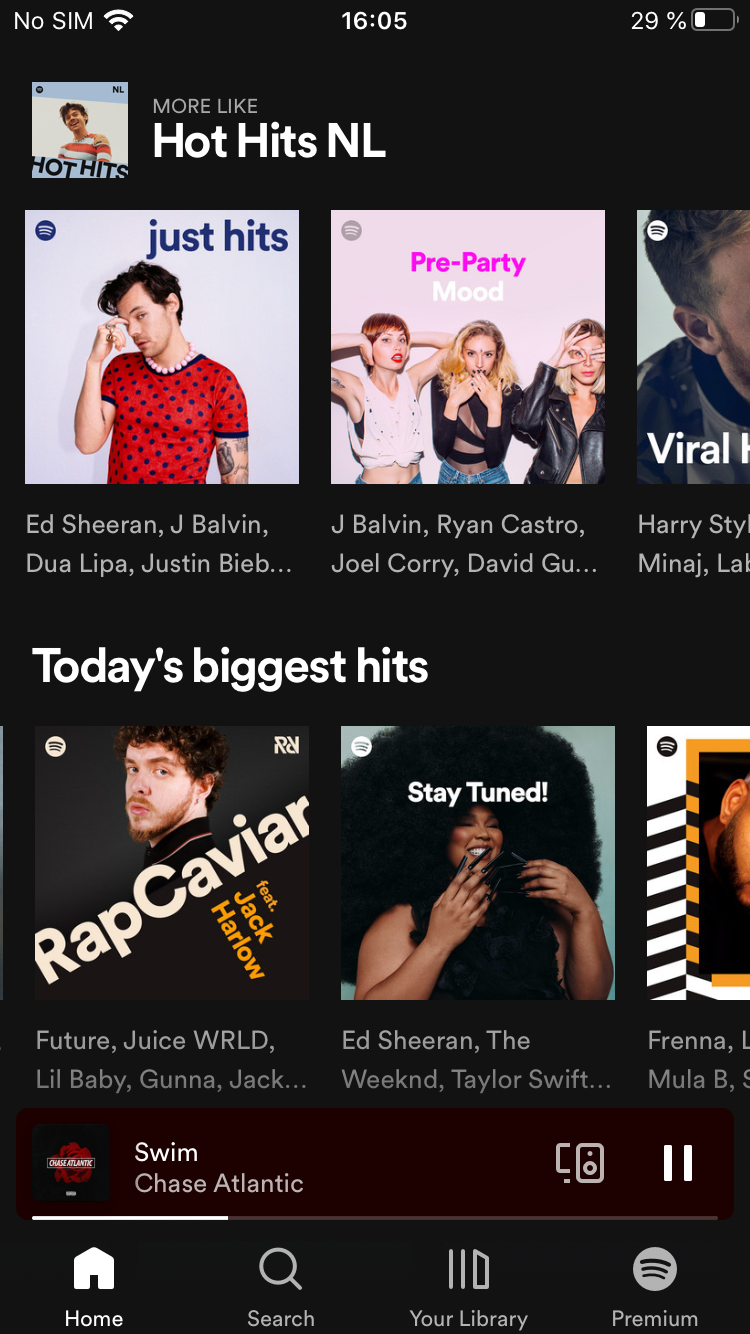 No SIM 16:05 29 %
NL
HOT HITS
MORE LIKE
Hot Hits NL
just hits
Pre-Party
Mood
Viral H
Ed Sheeran, J Balvin,
Dua Lipa, Justin Bieb...
J Balvin, Ryan Castro,
Joel Corry, David Gu...
Harry Styl
Minaj, Lab
Today's biggest hits
RapCaviar
feat.
Jack
Harlow
Stay Tuned!
Future, Juice WRLD,
Lil Baby, Gunna, Jack...
Ed Sheeran, The
Weeknd, Taylor Swift...
Frenna, L
Mula B, S
CHASE ATLANTIC
Swim
Chase Atlantic
Home
Search
Your Library
Premium